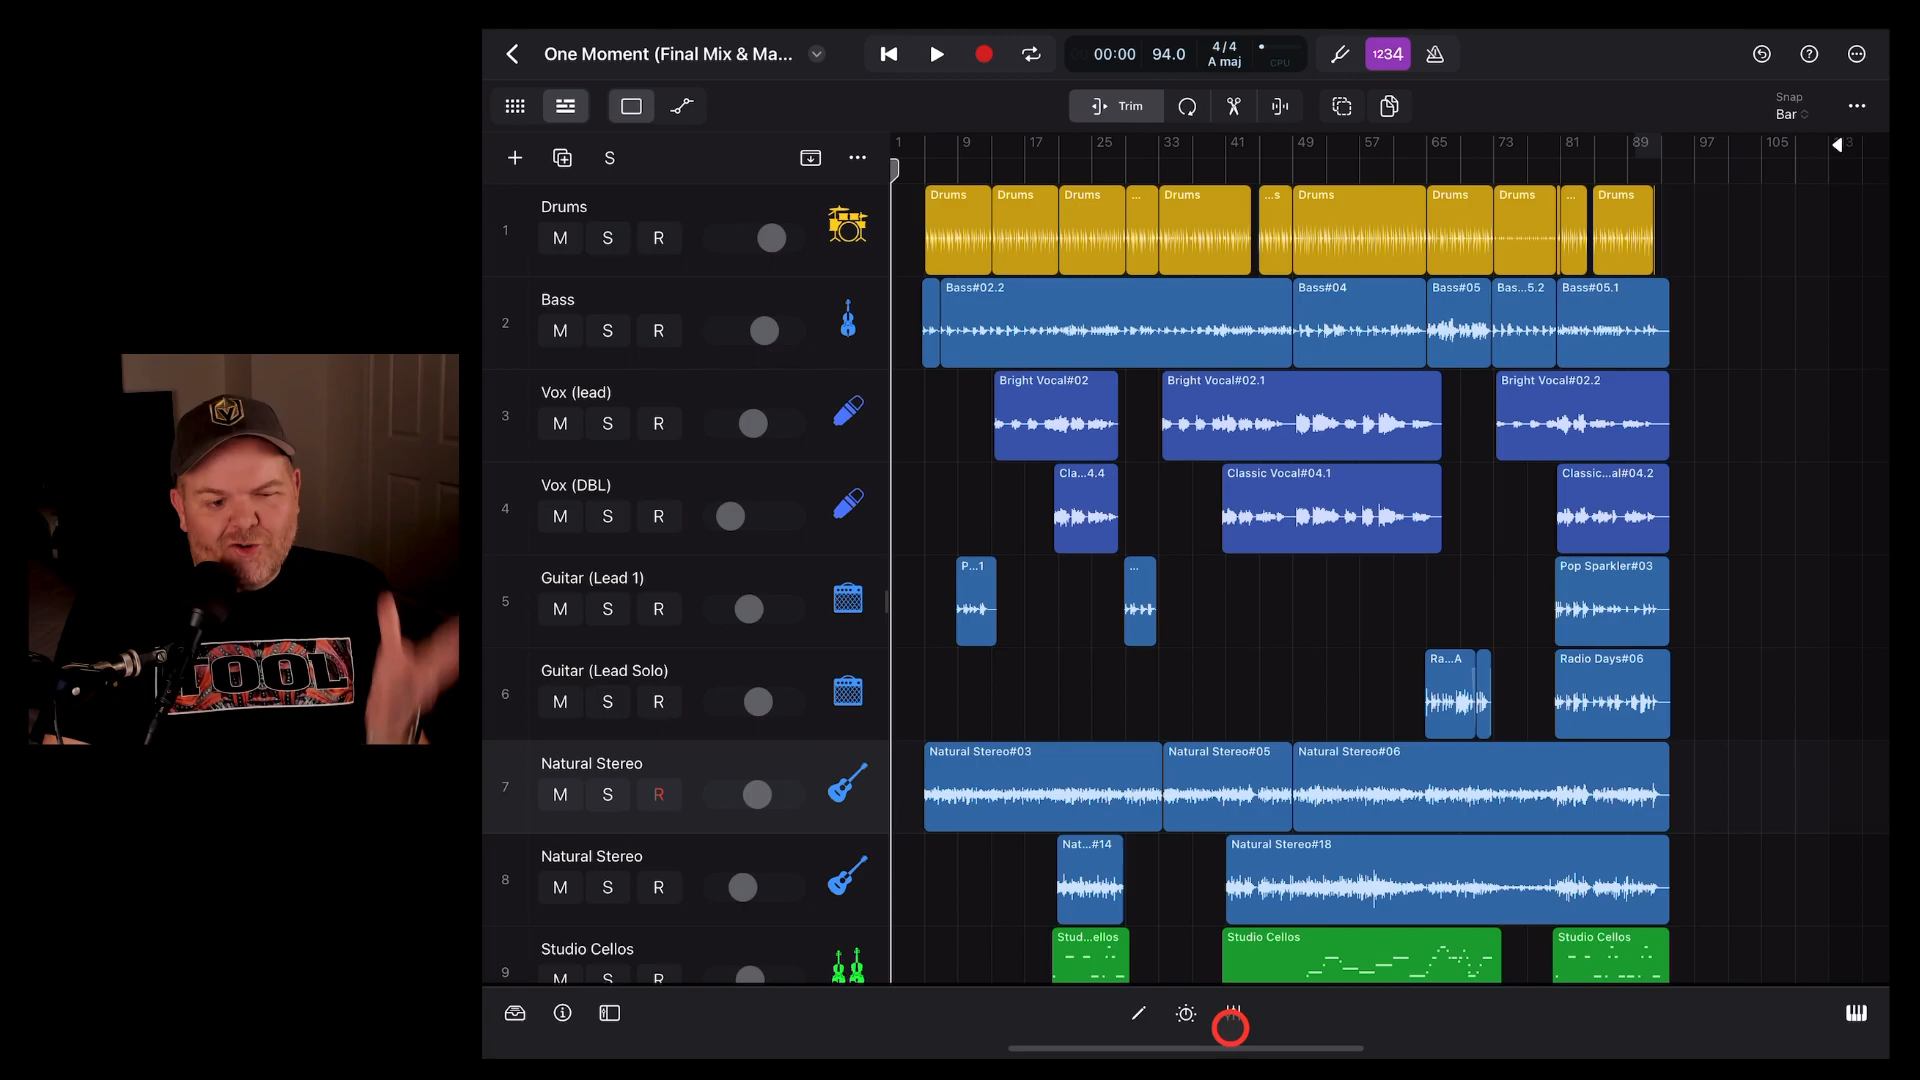 One Moment (Final Mix & Ma...
00:00 94.0 4/4 A maj CPU
1234
Trim
Snap
Bar
S
1 9 17 25 33 41 49 57 65 73 81 89 97 105
1 Drums
M S R
Drums Drums Drums ... Drums ...s Drums Drums Drums ... Drums
2 Bass
M S R
Bass#02.2 Bass#04 Bass#05 Bas...5.2 Bass#05.1
3 Vox (lead)
M S R
Bright Vocal#02 Bright Vocal#02.1 Bright Vocal#02.2
4 Vox (DBL)
M S R
Cla...4.4 Classic Vocal#04.1 Classic...al#04.2
5 Guitar (Lead 1)
M S R
P...1 ... Pop Sparkler#03
6 Guitar (Lead Solo)
M S R
Ra...A Radio Days#06
7 Natural Stereo
M S R
Natural Stereo#03 Natural Stereo#05 Natural Stereo#06
8 Natural Stereo
M S R
Nat...#14 Natural Stereo#18
9 Studio Cellos
M S R
Stud...ellos Studio Cellos Studio Cellos
TOOL